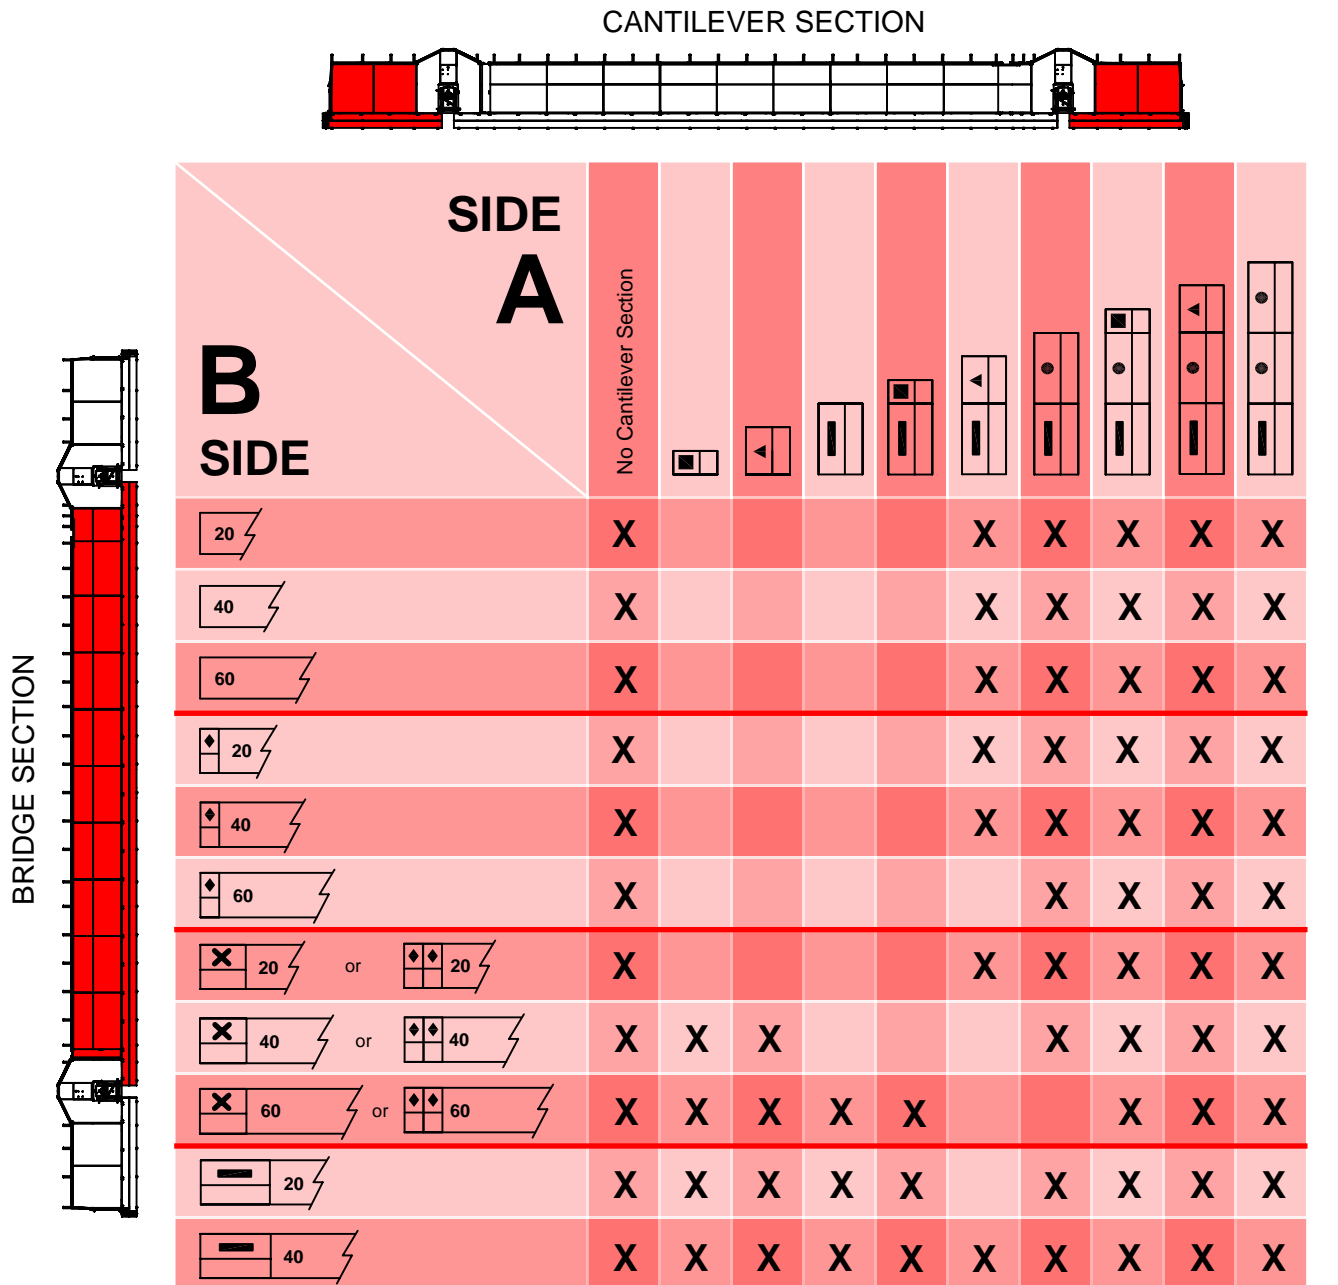 CANTILEVER SECTION
SIDE
A
B
SIDE
No Cantilever Section
BRIDGE SECTION
20 X X X X X X
40 X X X X X X
60 X X X X X X
20 X X X X X X
40 X X X X X X
60 X X X X X
20 or 20 X X X X X X
40 or 40 X X X X X X X
60 or 60 X X X X X X X X
20 X X X X X X X X X
40 X X X X X X X X X X